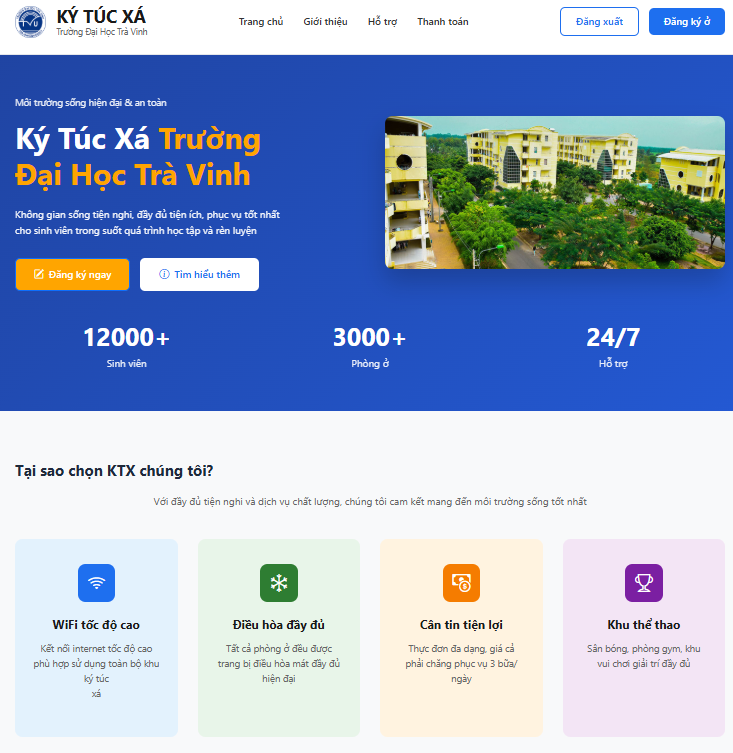 KÝ TÚC XÁ
Trường Đại Học Trà Vinh
Trang chủ
Giới thiệu
Hỗ trợ
Thanh toán
Đăng xuất
Đăng ký ở
Môi trường sống hiện đại & an toàn
Ký Túc Xá Trường
Đại Học Trà Vinh
Không gian sống tiện nghi, đầy đủ tiện ích, phục vụ tốt nhất
cho sinh viên trong suốt quá trình học tập và rèn luyện
Đăng ký ngay
Tìm hiểu thêm
12000+
Sinh viên
3000+
Phòng ở
24/7
Hỗ trợ
Tại sao chọn KTX chúng tôi?
Với đầy đủ tiện nghi và dịch vụ chất lượng, chúng tôi cam kết mang đến môi trường sống tốt nhất
WiFi tốc độ cao
Kết nối internet tốc độ cao
phù hợp sử dụng toàn bộ khu
ký túc
xá
Điều hòa đầy đủ
Tất cả phòng ở đều được
trang bị điều hòa mát đầy đủ
hiện đại
Căn tin tiện lợi
Thực đơn đa dạng, giá cả
phải chăng phục vụ 3 bữa/
ngày
Khu thể thao
Sân bóng, phòng gym, khu
vui chơi giải trí đầy đủ